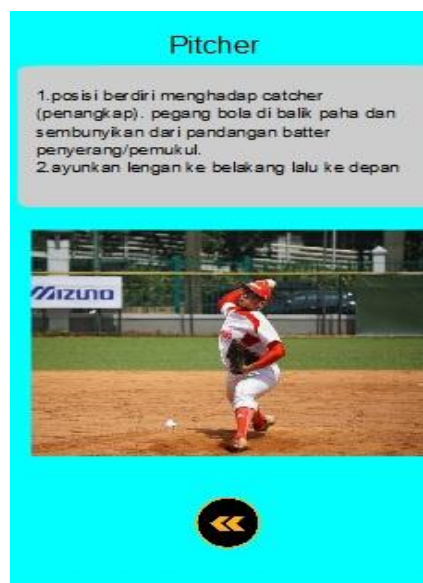 Pitcher
1.posisi berdiri menghadap catcher
(penangkap). pegang bola di balik paha dan
sembunyikan dari pandangan batter
penyerang/pemukul.
2.ayunkan lengan ke belakang lalu ke depan
MIZUNO